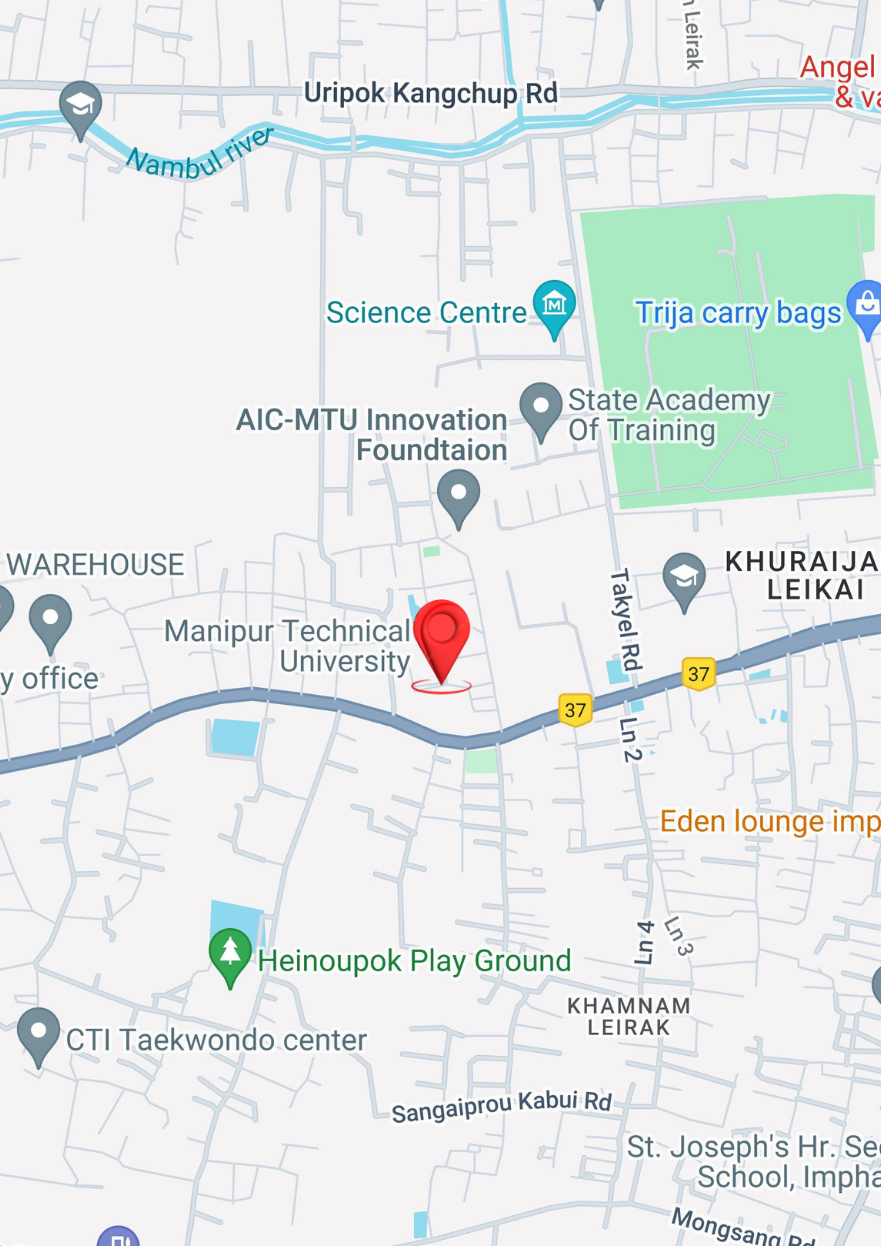 n Leirak
Angel
& va
Uripok Kangchup Rd
Nambul river
Science Centre
Trija carry bags
State Academy
Of Training
AIC-MTU Innovation
Foundtaion
WAREHOUSE
KHURAIJA
LEIKAI
Takyel Rd
Manipur Technical
University
y office
37
37
Ln 2
Eden lounge imp
Ln 4
Ln 3
Heinoupok Play Ground
KHAMNAM
LEIRAK
CTI Taekwondo center
Sangaiprou Kabui Rd
St. Joseph's Hr. Se
School, Impha
Mongsang Rd